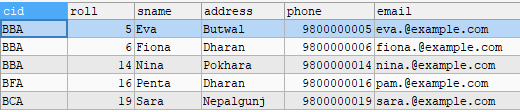 cid roll sname address phone email
BBA 5 Eva Butwal 9800000005 eva.@example.com
BBA 6 Fiona Dharan 9800000006 fiona.@example.com
BBA 14 Nina Pokhara 9800000014 nina.@example.com
BFA 16 Penta Dharan 9800000016 pam.@example.com
BCA 19 Sara Nepalgunj 9800000019 sara.@example.com